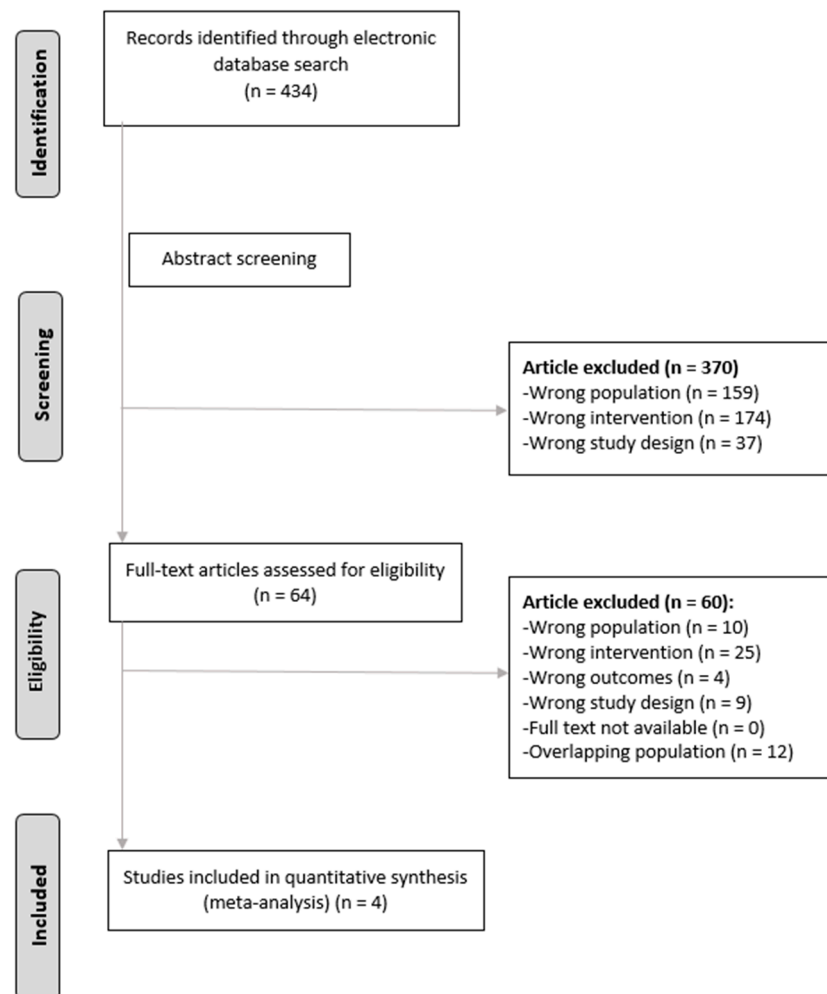 Identification
Records identified through electronic
database search
(n = 434)
Abstract screening
Screening
Article excluded (n = 370)
-Wrong population (n = 159)
-Wrong intervention (n = 174)
-Wrong study design (n = 37)
Eligibility
Full-text articles assessed for eligibility
(n = 64)
Article excluded (n = 60):
-Wrong population (n = 10)
-Wrong intervention (n = 25)
-Wrong outcomes (n = 4)
-Wrong study design (n = 9)
-Full text not available (n = 0)
-Overlapping population (n = 12)
Included
Studies included in quantitative synthesis
(meta-analysis) (n = 4)